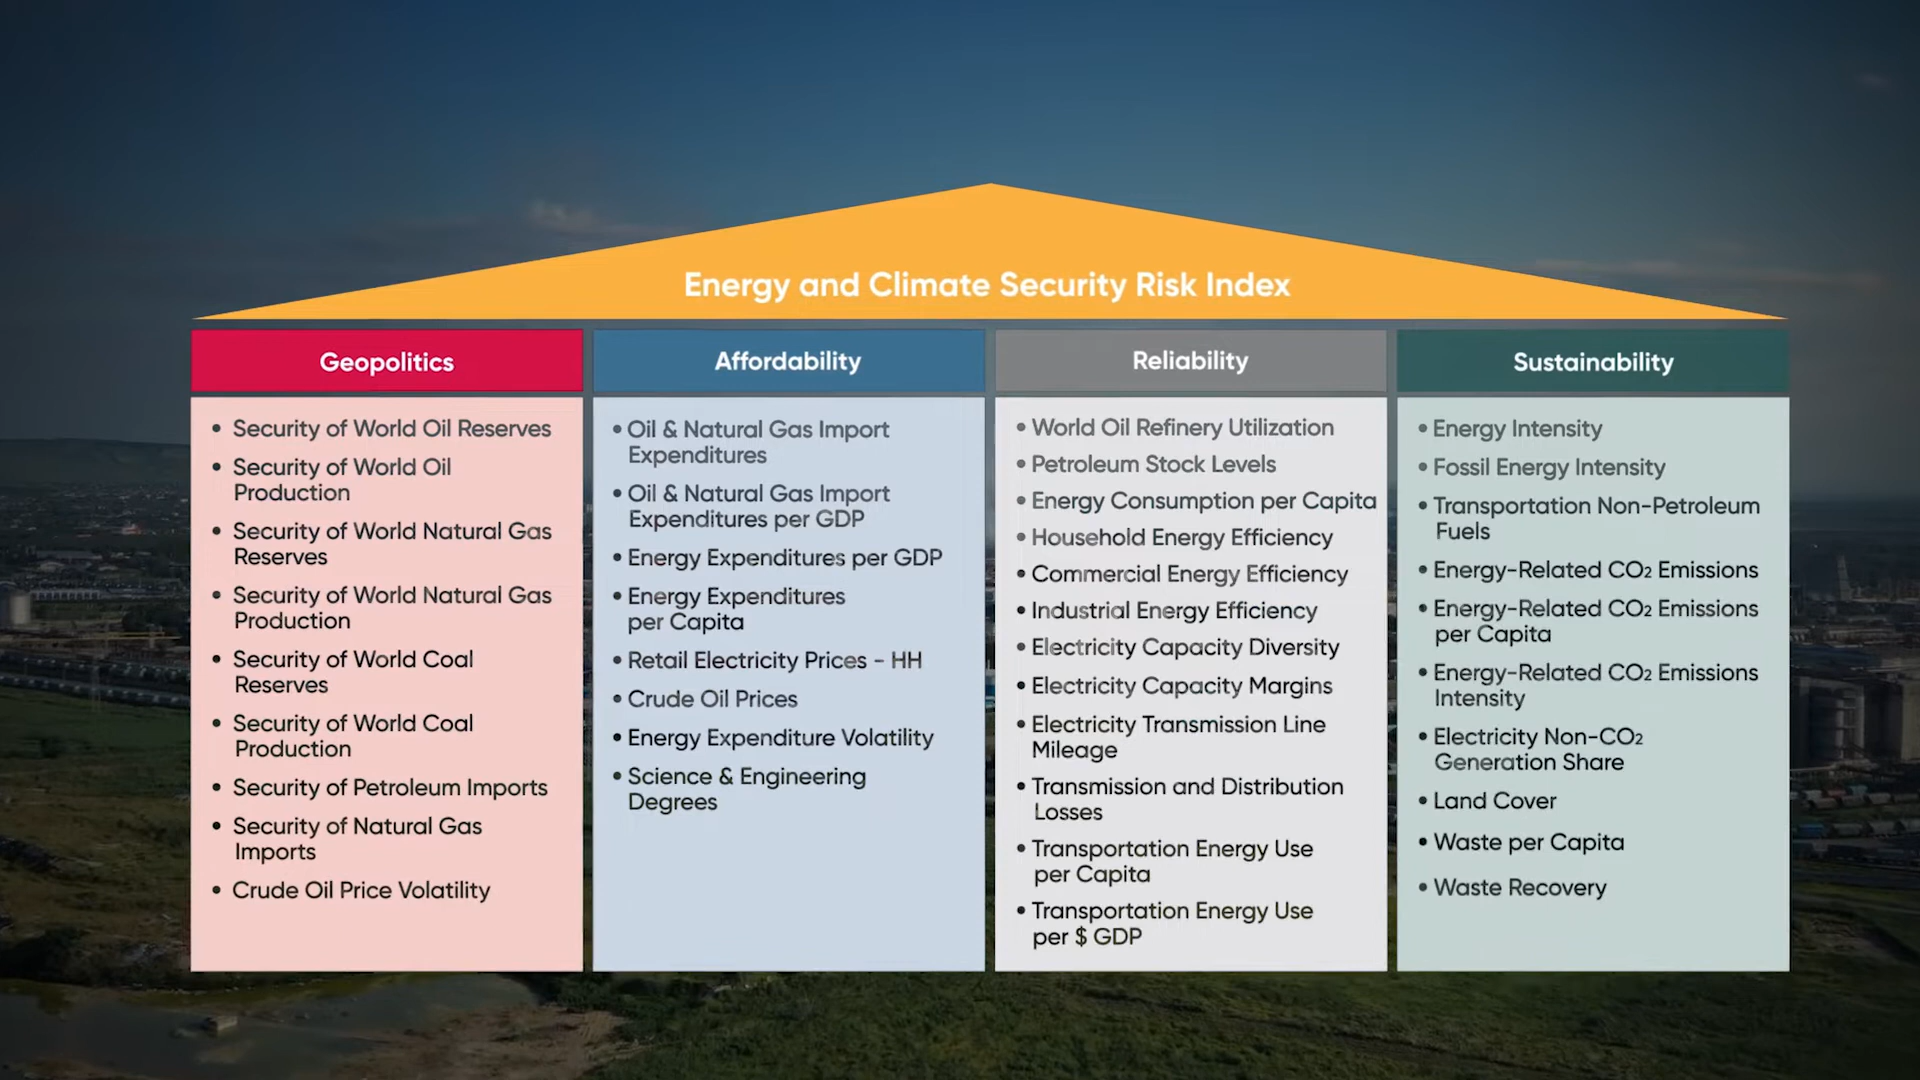 Energy and Climate Security Risk Index
Geopolitics
• Security of World Oil Reserves
• Security of World Oil
Production
• Security of World Natural Gas
Reserves
• Security of World Natural Gas
Production
• Security of World Coal
Reserves
• Security of World Coal
Production
• Security of Petroleum Imports
• Security of Natural Gas
Imports
• Crude Oil Price Volatility
Affordability
• Oil & Natural Gas Import
Expenditures
• Oil & Natural Gas Import
Expenditures per GDP
• Energy Expenditures per GDP
• Energy Expenditures
per Capita
• Retail Electricity Prices - HH
• Crude Oil Prices
• Energy Expenditure Volatility
• Science & Engineering
Degrees
Reliability
• World Oil Refinery Utilization
• Petroleum Stock Levels
• Energy Consumption per Capita
• Household Energy Efficiency
• Commercial Energy Efficiency
• Industrial Energy Efficiency
• Electricity Capacity Diversity
• Electricity Capacity Margins
• Electricity Transmission Line
Mileage
• Transmission and Distribution
Losses
• Transportation Energy Use
per Capita
• Transportation Energy Use
per $ GDP
Sustainability
• Energy Intensity
• Fossil Energy Intensity
• Transportation Non-Petroleum
Fuels
• Energy-Related CO₂ Emissions
• Energy-Related CO₂ Emissions
per Capita
• Energy-Related CO₂ Emissions
Intensity
• Electricity Non-CO₂
Generation Share
• Land Cover
• Waste per Capita
• Waste Recovery